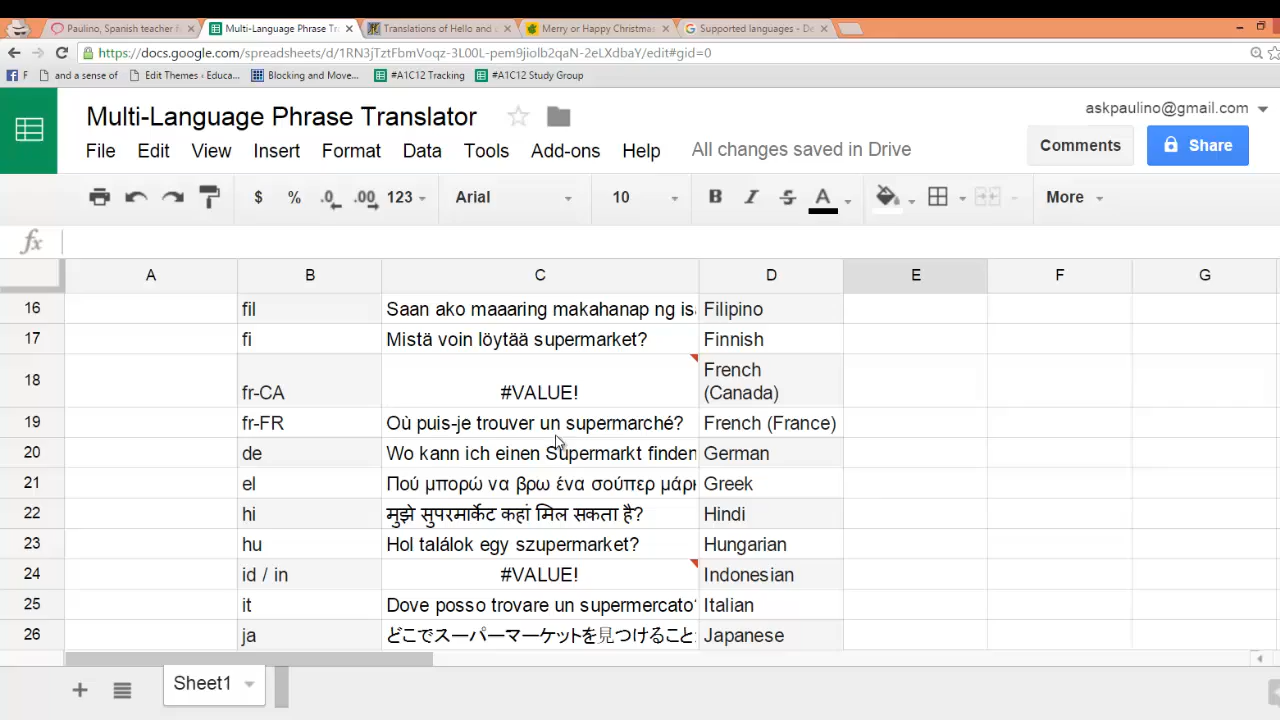 Paulino, Spanish teacher f
Multi-Language Phrase Tr
Translations of Hello and
Merry or Happy Christmas
Supported languages - De
https://docs.google.com/spreadsheets/d/1RN3jTztFbmVoqz-3L00L-pem9jiolb2qaN-2eLXdbaY/edit#gid=0
F
and a sense of
Edit Themes ‹ Educa...
Blocking and Move...
#A1C12 Tracking
#A1C12 Study Group
Multi-Language Phrase Translator
askpaulino@gmail.com
File Edit View Insert Format Data Tools Add-ons Help All changes saved in Drive
Comments
Share
$ % .0 .00 123 Arial 10 B I S A More
fx
A B C D E F G
16 fil Saan ako maaaring makahanap ng isa Filipino
17 fi Mistä voin löytää supermarket? Finnish
18 fr-CA #VALUE! French (Canada)
19 fr-FR Où puis-je trouver un supermarché? French (France)
20 de Wo kann ich einen Supermarkt finden German
21 el Πού μπορώ να βρω ένα σούπερ μάρκ Greek
22 hi मुझे सुपरमार्केट कहां मिल सकता है? Hindi
23 hu Hol találok egy szupermarket? Hungarian
24 id / in #VALUE! Indonesian
25 it Dove posso trovare un supermercato? Italian
26 ja どこでスーパーマーケットを見つけること Japanese
Sheet1